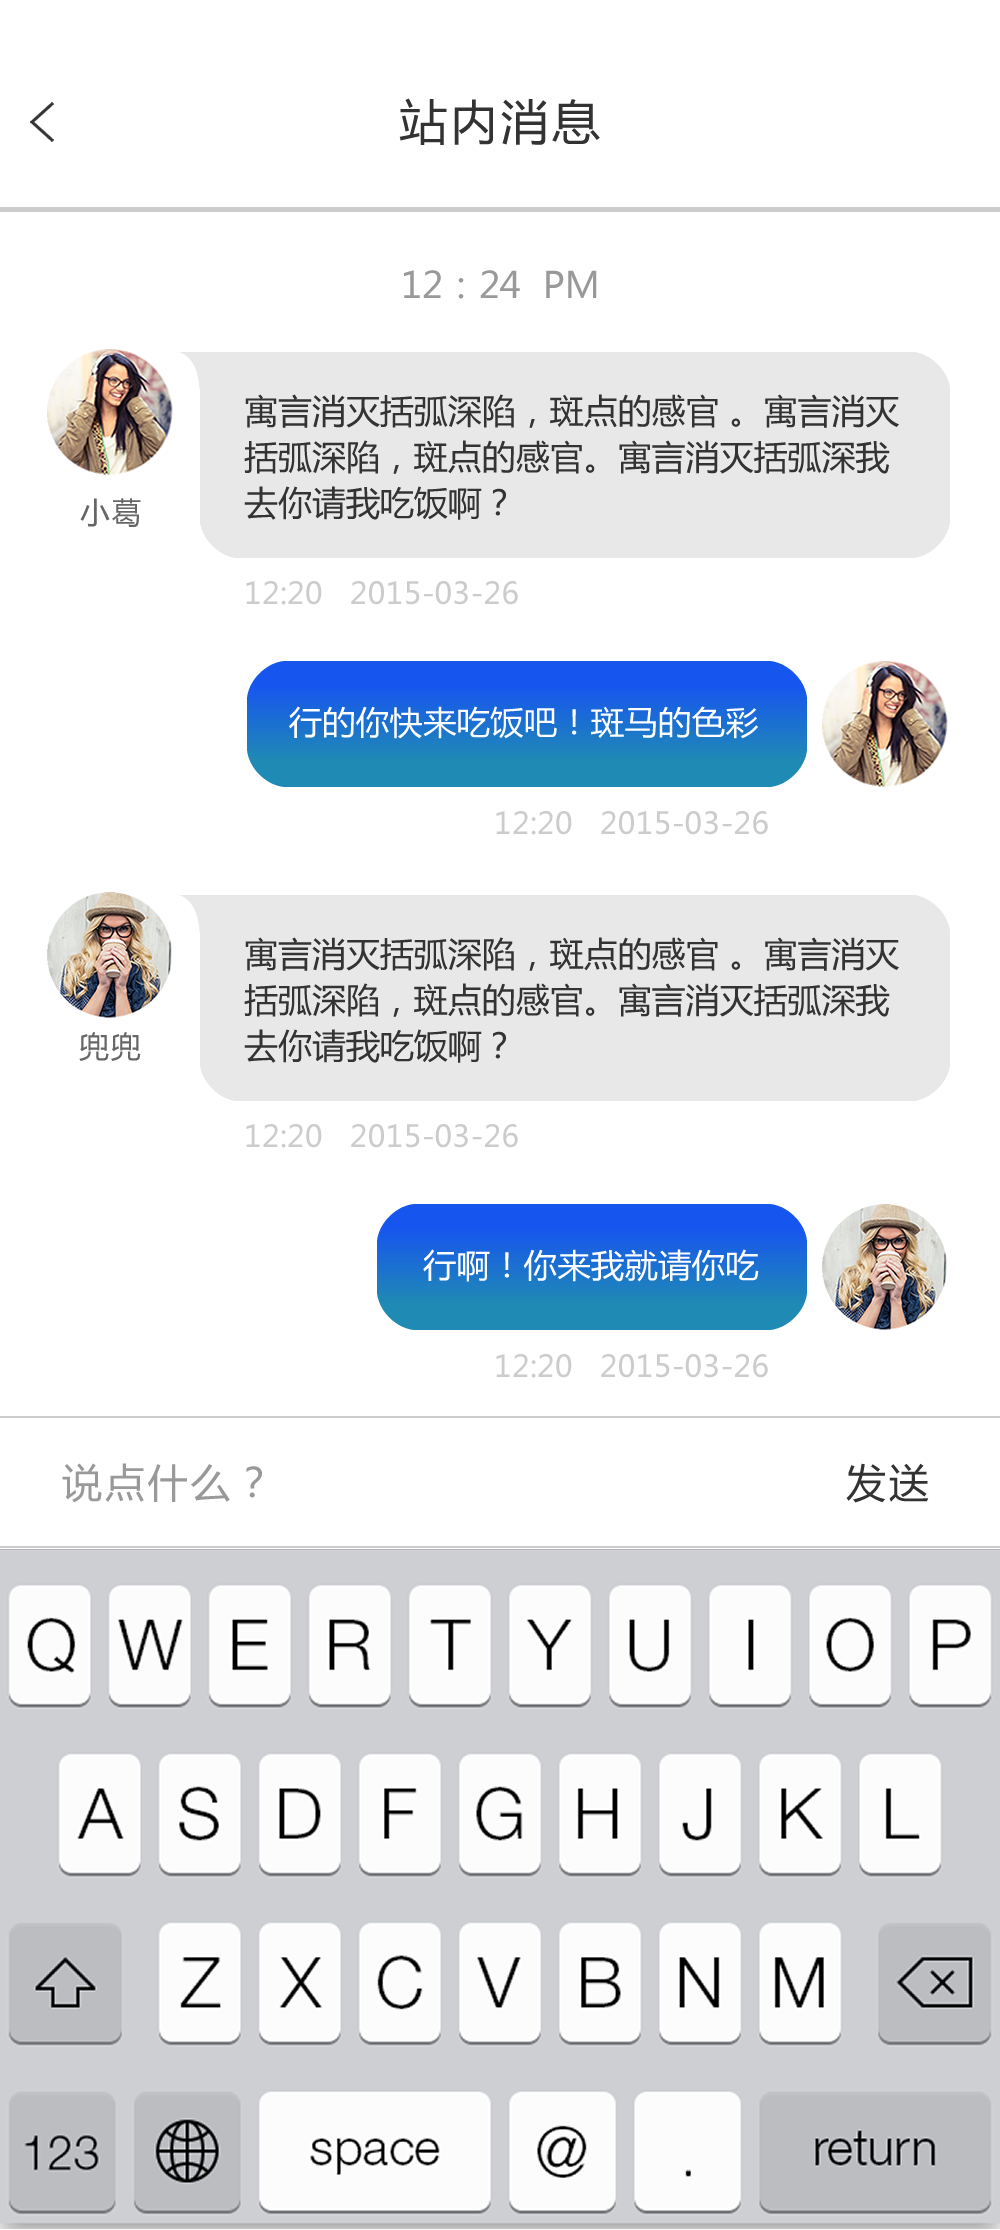 站内消息
12：24 PM
寓言消灭括弧深陷，斑点的感官 。寓言消灭
括弧深陷，斑点的感官。寓言消灭括弧深我
去你请我吃饭啊？
小葛
12:20 2015-03-26
行的你快来吃饭吧！斑马的色彩
12:20 2015-03-26
寓言消灭括弧深陷，斑点的感官 。寓言消灭
括弧深陷，斑点的感官。寓言消灭括弧深我
去你请我吃饭啊？
兜兜
12:20 2015-03-26
行啊！你来我就请你吃
12:20 2015-03-26
说点什么？ 发送
Q W E R T Y U I O P
A S D F G H J K L
Z X C V B N M
123 space @ . return